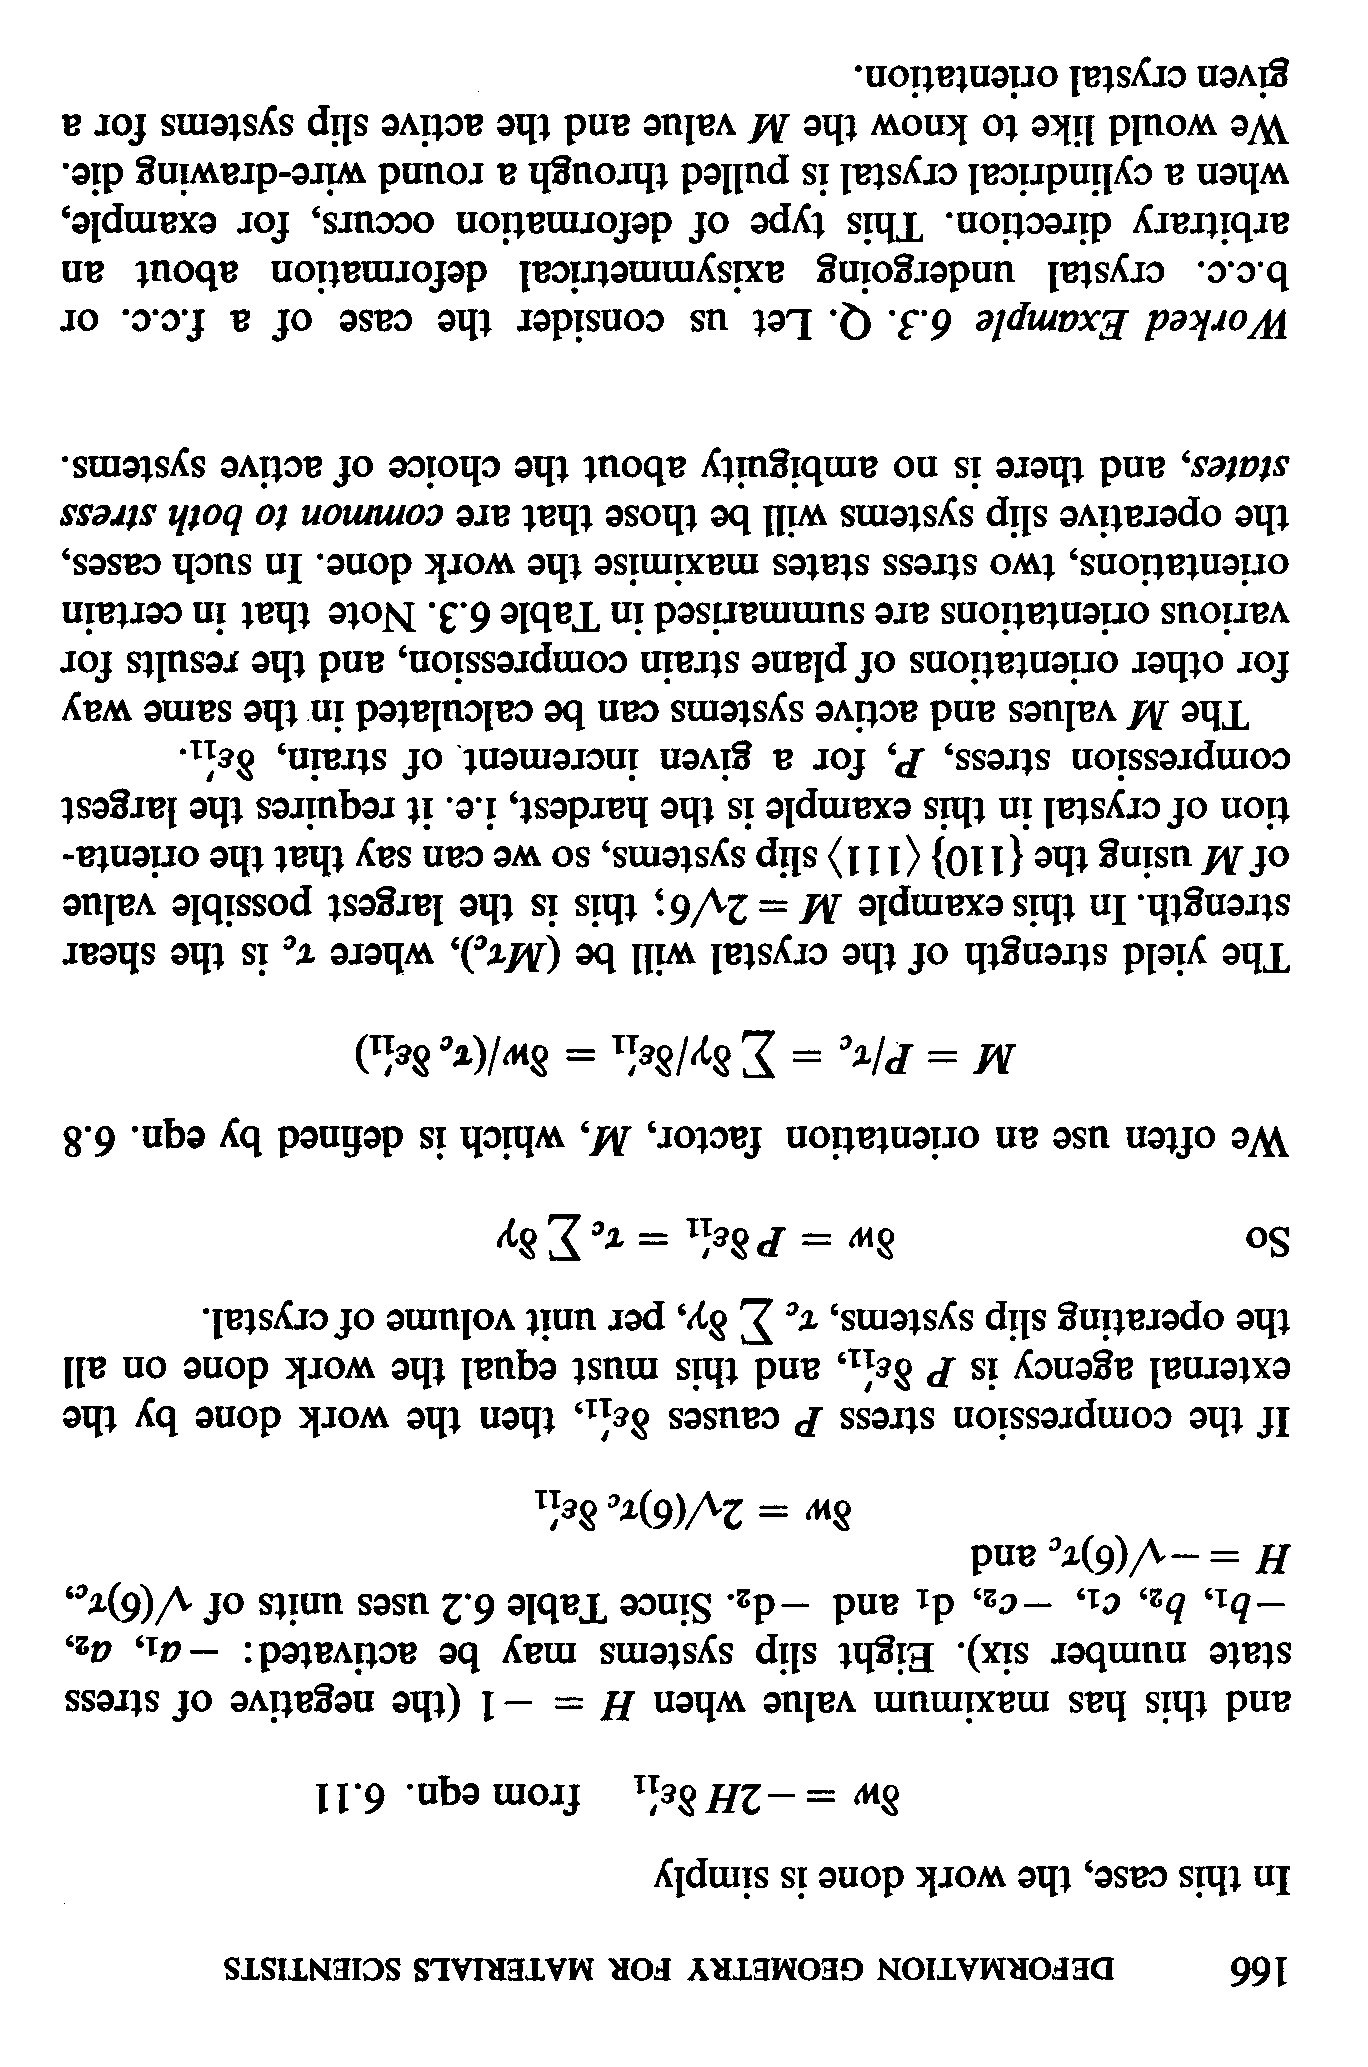 166 DEFORMATION GEOMETRY FOR MATERIALS SCIENTISTS
In this case, the work done is simply
δw = −2H δε′₁₁ from eqn. 6.11
and this has maximum value when H = −1 (the negative of stress
state number six). Eight slip systems may be activated: −a₁, a₂,
−b₁, b₂, c₁, −c₂, d₁ and −d₂. Since Table 6.2 uses units of √(6)τc,
H = −√(6)τc and
δw = 2√(6)τc δε′₁₁
If the compression stress P causes δε′₁₁, then the work done by the
external agency is P δε′₁₁, and this must equal the work done on all
the operating slip systems, τc ∑ δγ, per unit volume of crystal.
So δw = P δε′₁₁ = τc ∑ δγ
We often use an orientation factor, M, which is defined by eqn. 6.8
M = P/τc = ∑ δγ/δε′₁₁ = δw/(τc δε′₁₁)
The yield strength of the crystal will be (Mτc), where τc is the shear
strength. In this example M = 2√6; this is the largest possible value
of M using the {110} ⟨111⟩ slip systems, so we can say that the orienta-
tion of crystal in this example is the hardest, i.e. it requires the largest
compression stress, P, for a given increment of strain, δε′₁₁.
The M values and active systems can be calculated in the same way
for other orientations of plane strain compression, and the results for
various orientations are summarised in Table 6.3. Note that in certain
orientations, two stress states maximise the work done. In such cases,
the operative slip systems will be those that are common to both stress
states, and there is no ambiguity about the choice of active systems.
Worked Example 6.3. Q. Let us consider the case of a f.c.c. or
b.c.c. crystal undergoing axisymmetrical deformation about an
arbitrary direction. This type of deformation occurs, for example,
when a cylindrical crystal is pulled through a round wire-drawing die.
We would like to know the M value and the active slip systems for a
given crystal orientation.